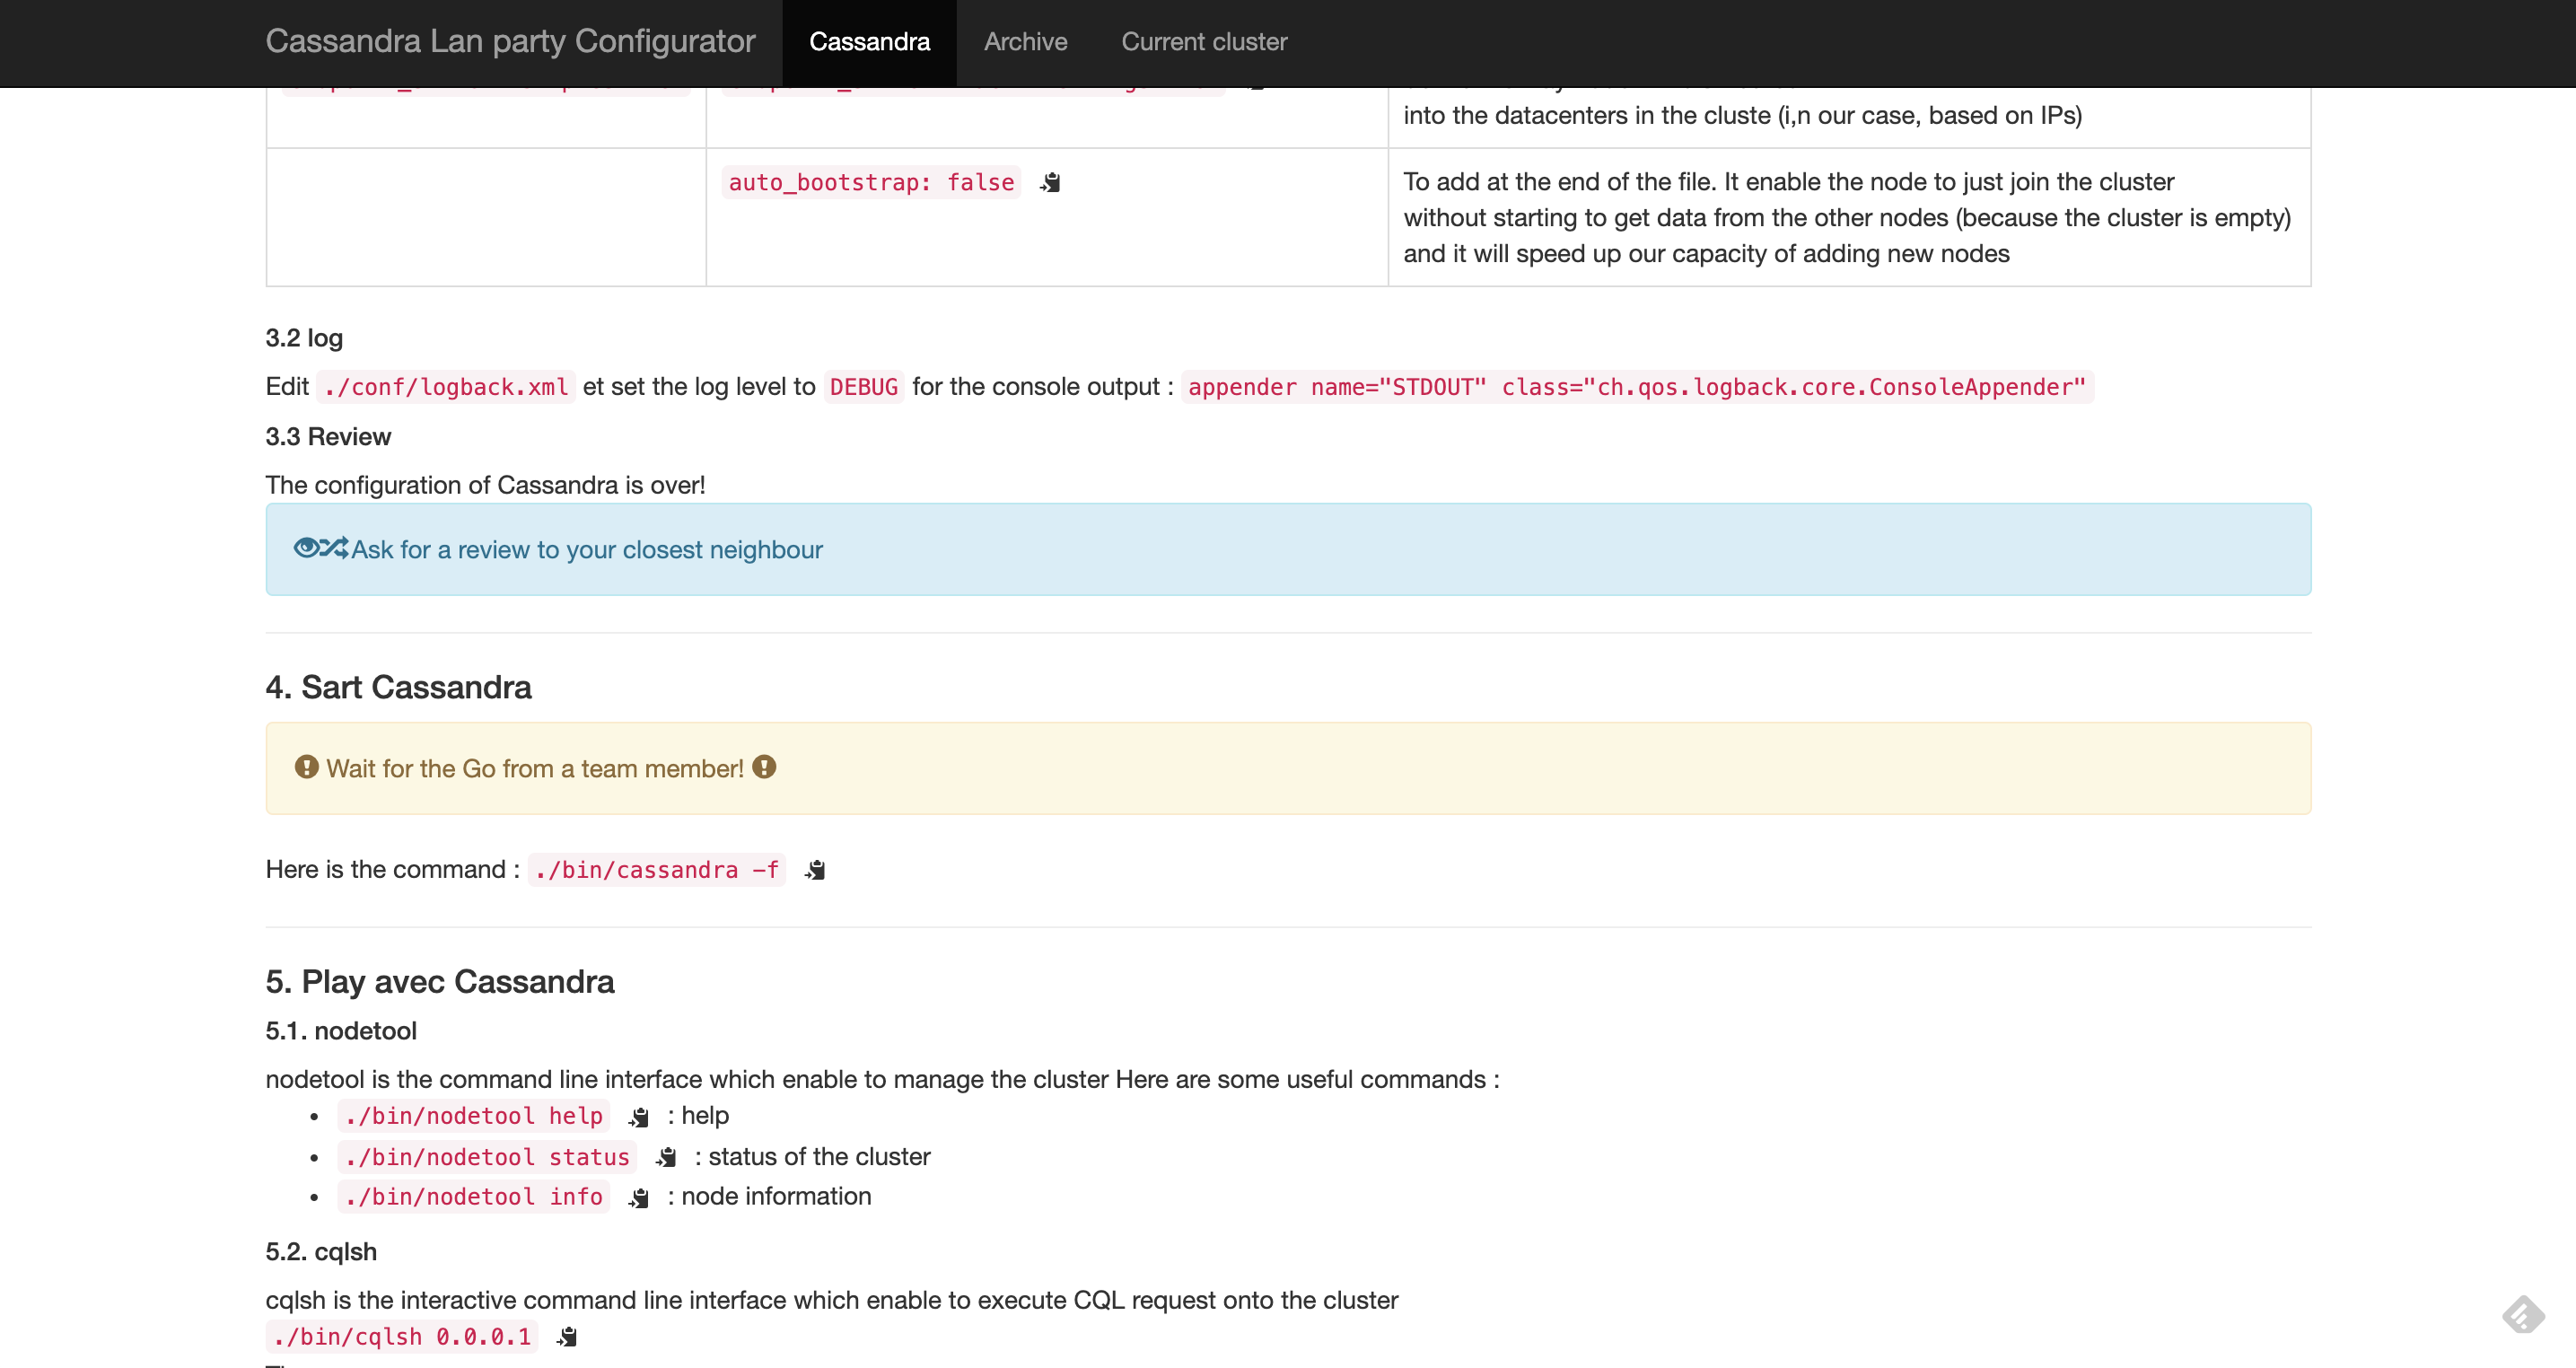 Cassandra Lan party Configurator Cassandra Archive Current cluster
into the datacenters in the cluste (i,n our case, based on IPs)
auto_bootstrap: false
To add at the end of the file. It enable the node to just join the cluster
without starting to get data from the other nodes (because the cluster is empty)
and it will speed up our capacity of adding new nodes
3.2 log
Edit ./conf/logback.xml et set the log level to DEBUG for the console output : appender name="STDOUT" class="ch.qos.logback.core.ConsoleAppender"
3.3 Review
The configuration of Cassandra is over!
Ask for a review to your closest neighbour
4. Sart Cassandra
Wait for the Go from a team member!
Here is the command : ./bin/cassandra -f
5. Play avec Cassandra
5.1. nodetool
nodetool is the command line interface which enable to manage the cluster Here are some useful commands :
• ./bin/nodetool help : help
• ./bin/nodetool status : status of the cluster
• ./bin/nodetool info : node information
5.2. cqlsh
cqlsh is the interactive command line interface which enable to execute CQL request onto the cluster
./bin/cqlsh 0.0.0.1